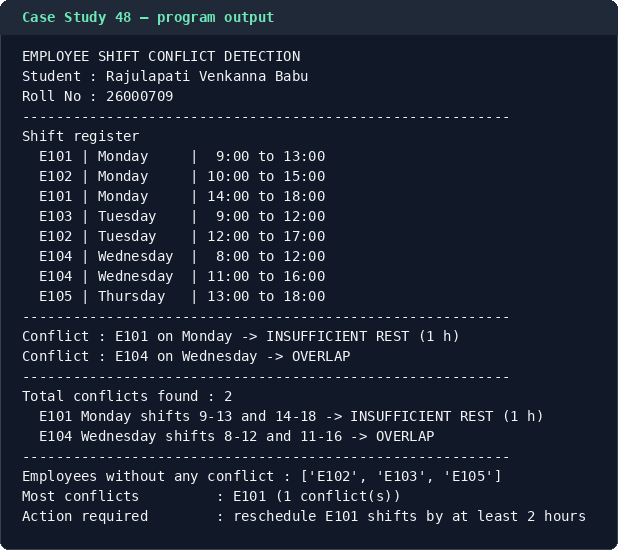 Case Study 48 — program output
EMPLOYEE SHIFT CONFLICT DETECTION
Student : Rajulapati Venkanna Babu
Roll No : 26000709
----------------------------------------------------------
Shift register
  E101 | Monday     |  9:00 to 13:00
  E102 | Monday     | 10:00 to 15:00
  E101 | Monday     | 14:00 to 18:00
  E103 | Tuesday    |  9:00 to 12:00
  E102 | Tuesday    | 12:00 to 17:00
  E104 | Wednesday  |  8:00 to 12:00
  E104 | Wednesday  | 11:00 to 16:00
  E105 | Thursday   | 13:00 to 18:00
----------------------------------------------------------
Conflict : E101 on Monday -> INSUFFICIENT REST (1 h)
Conflict : E104 on Wednesday -> OVERLAP
----------------------------------------------------------
Total conflicts found : 2
  E101 Monday shifts 9-13 and 14-18 -> INSUFFICIENT REST (1 h)
  E104 Wednesday shifts 8-12 and 11-16 -> OVERLAP
----------------------------------------------------------
Employees without any conflict : ['E102', 'E103', 'E105']
Most conflicts         : E101 (1 conflict(s))
Action required        : reschedule E101 shifts by at least 2 hours